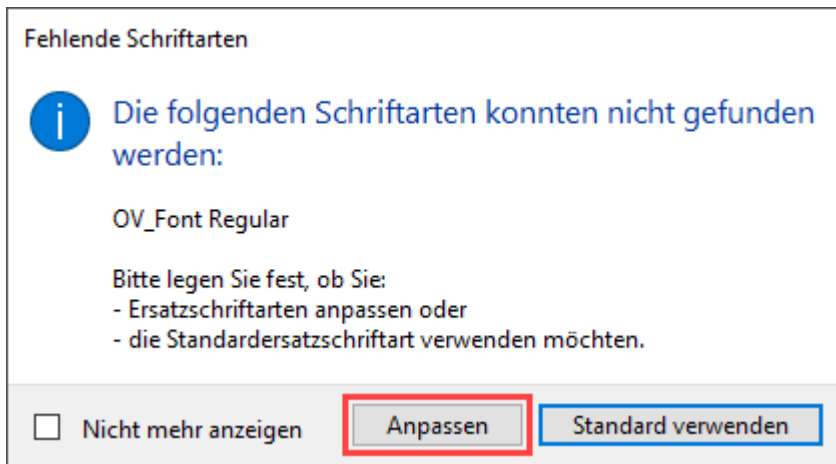 Fehlende Schriftarten
Die folgenden Schriftarten konnten nicht gefunden
werden:
OV_Font Regular
Bitte legen Sie fest, ob Sie:
- Ersatzschriftarten anpassen oder
- die Standardersatzschriftart verwenden möchten.
Nicht mehr anzeigen
Anpassen
Standard verwenden